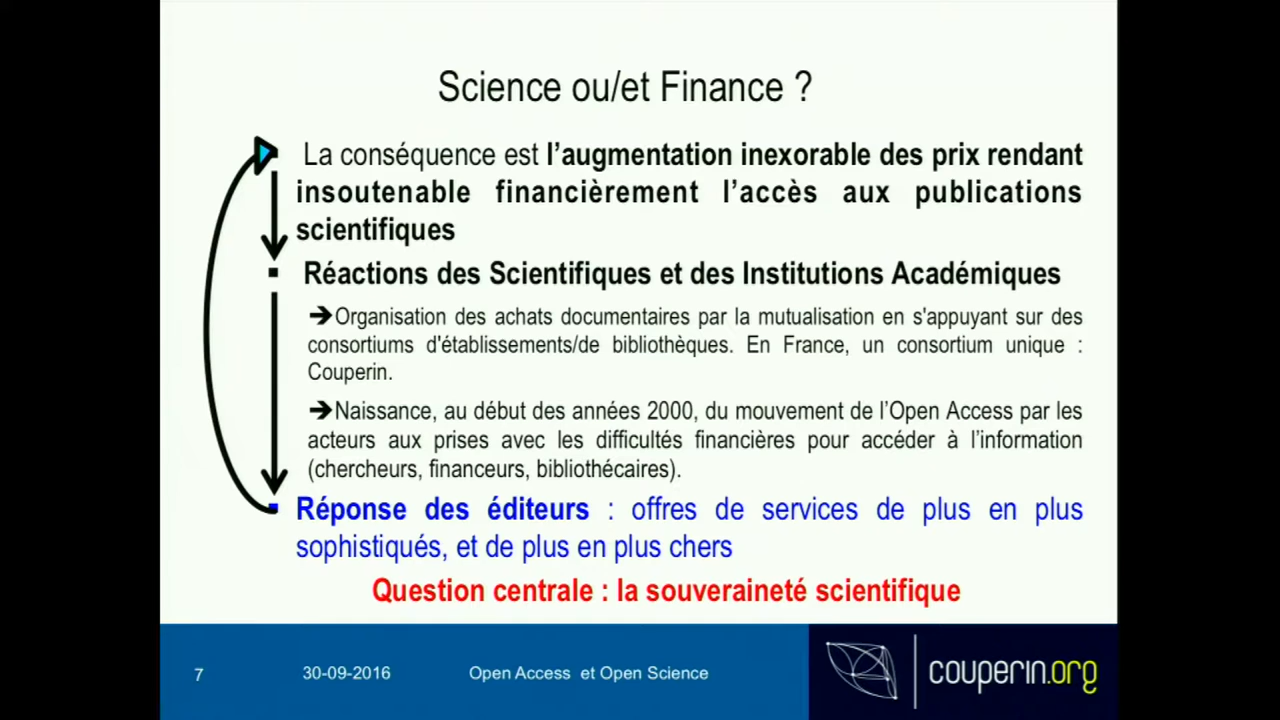 Science ou/et Finance ?
La conséquence est l’augmentation inexorable des prix rendant
insoutenable financièrement l’accès aux publications
scientifiques
▪ Réactions des Scientifiques et des Institutions Académiques
➔Organisation des achats documentaires par la mutualisation en s'appuyant sur des
consortiums d'établissements/de bibliothèques. En France, un consortium unique :
Couperin.
➔Naissance, au début des années 2000, du mouvement de l’Open Access par les
acteurs aux prises avec les difficultés financières pour accéder à l’information
(chercheurs, financeurs, bibliothécaires).
▪ Réponse des éditeurs : offres de services de plus en plus
sophistiqués, et de plus en plus chers
Question centrale : la souveraineté scientifique
7 30-09-2016 Open Access et Open Science
couperin.org